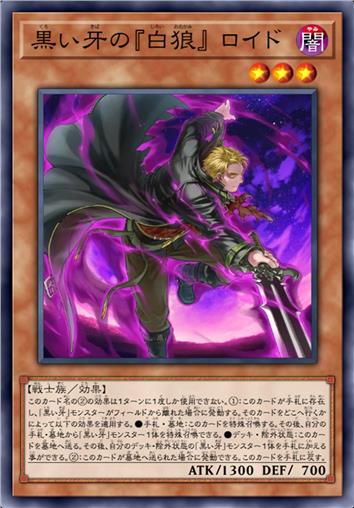 黒い牙の『白狼』ロイド
闇
【戦士族／効果】
このカード名の②の効果は1ターンに1度しか使用できない。①:このカードが手札に存在
し、「黒い牙」モンスターがフィールドから離れた場合に発動する。そのカードをどこへ行くか
によって以下の効果を適用する。●手札・墓地:このカードを特殊召喚する。その後、自分の
手札・墓地から「黒い牙」モンスター1体を特殊召喚できる。●デッキ・除外状態:このカード
を墓地へ送る。その後、自分のデッキ・除外状態の「黒い牙」モンスター1体を手札に加える
事ができる。②:このカードが墓地へ送られた場合に発動できる。このカードを手札に戻す。
ATK/1300 DEF/ 700